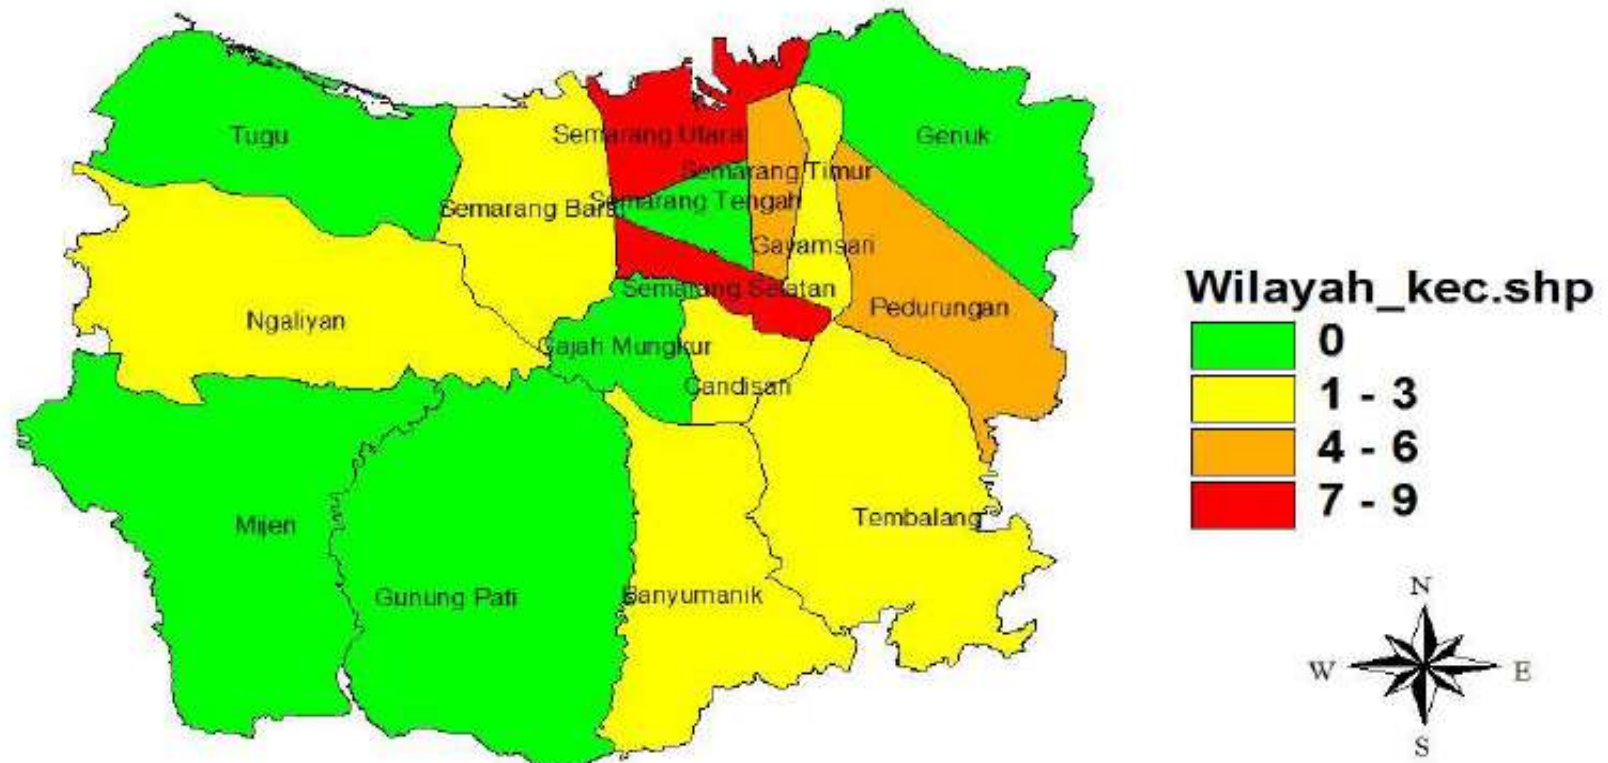 Tugu
Semarang Utara
Genuk
Semarang Timur
Semarang Tengah
Semarang Barat
Gayamsari
Semarang Selatan
Pedurungan
Ngaliyan
Gajah Mungkur
Candisari
Mijen
Tembalang
Gunung Pati
Banyumanik
Wilayah_kec.shp
0
1 - 3
4 - 6
7 - 9
N
W E
S